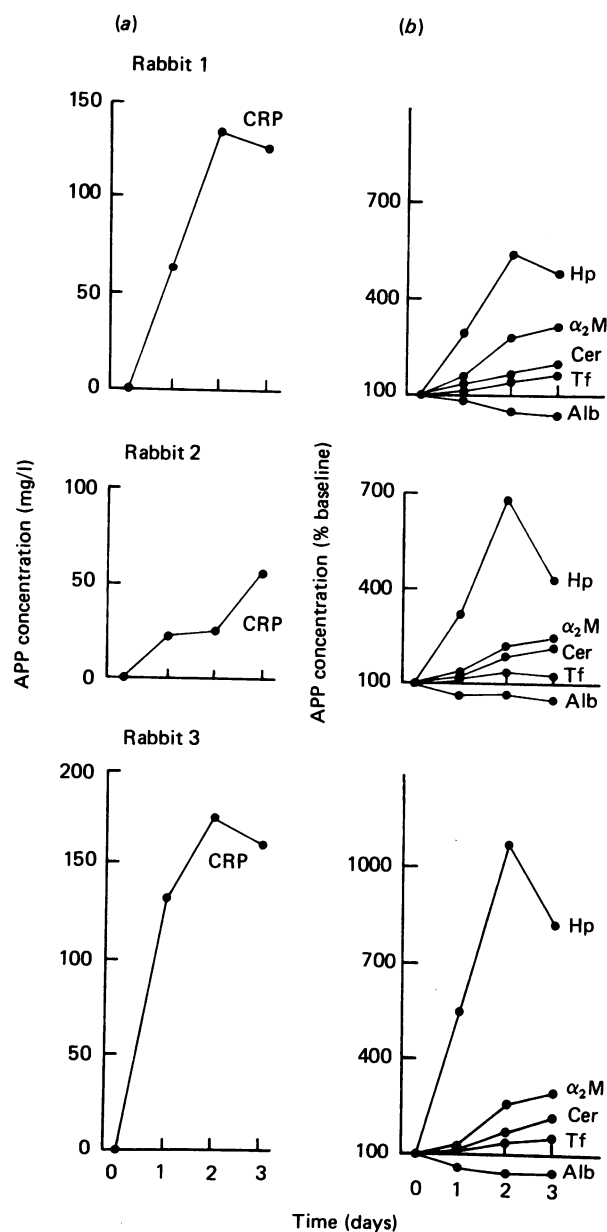 (a)
(b)
Rabbit 1
150
100
50
0
CRP
700
400
100
Hp
α₂M
Cer
Tf
Alb
Rabbit 2
100
50
0
CRP
700
400
100
Hp
α₂M
Cer
Tf
Alb
Rabbit 3
200
150
100
50
0
CRP
0 1 2 3
1000
700
400
100
Hp
α₂M
Cer
Tf
Alb
0 1 2 3
APP concentration (mg/l)
APP concentration (% baseline)
Time (days)